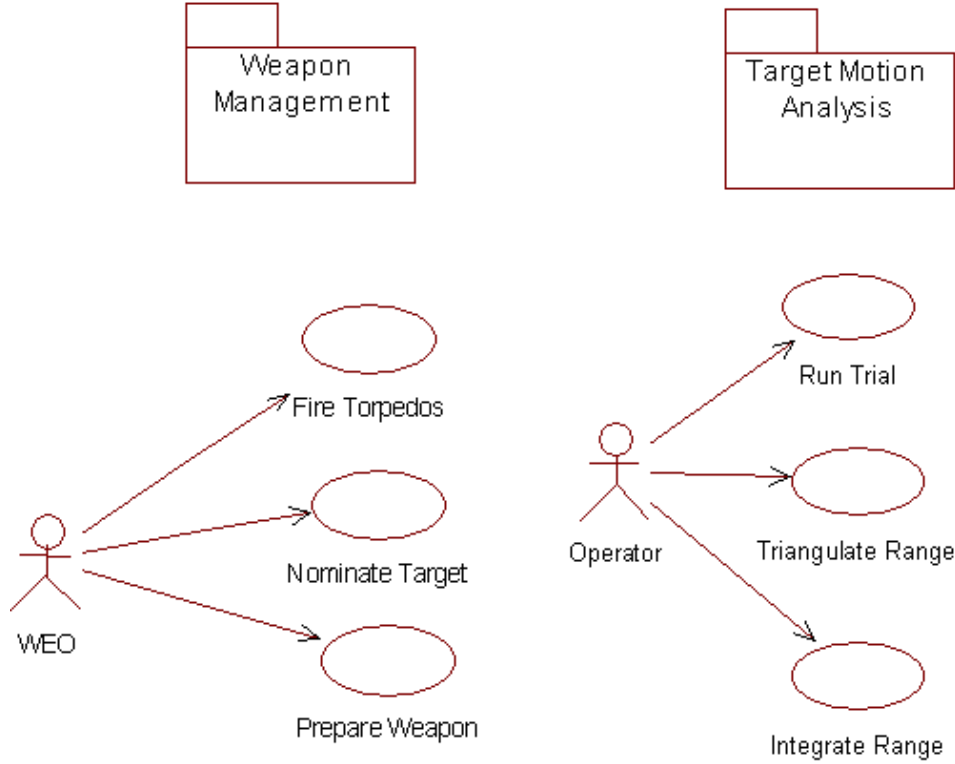 Weapon
Management
Target Motion
Analysis
Fire Torpedos
Nominate Target
WEO
Prepare Weapon
Run Trial
Operator
Triangulate Range
Integrate Range